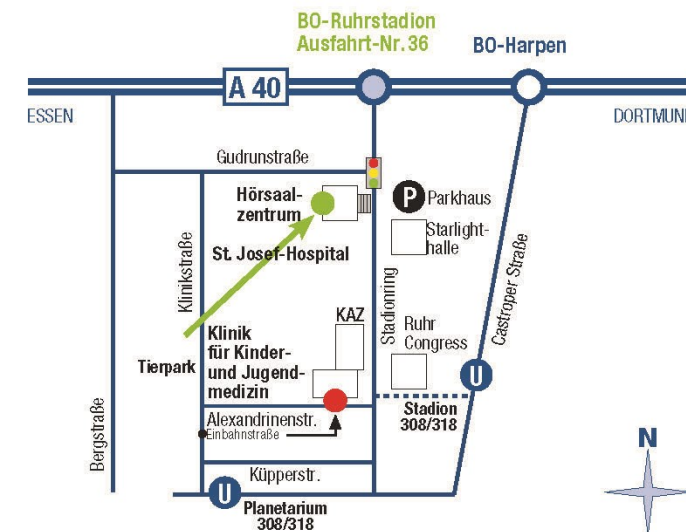 BO-Ruhrstadion
Ausfahrt-Nr. 36
BO-Harpen
A 40
ESSEN
DORTMUND
Gudrunstraße
Hörsaal-
zentrum
P Parkhaus
Starlight-
halle
St. Josef-Hospital
Klinikstraße
Stadionring
Castroper Straße
KAZ
Ruhr
Congress
Klinik
für Kinder-
und Jugend-
medizin
Tierpark
U
Stadion
308/318
Alexandrinenstr.
Einbahnstraße
Bergstraße
Küpperstr.
U
Planetarium
308/318
N